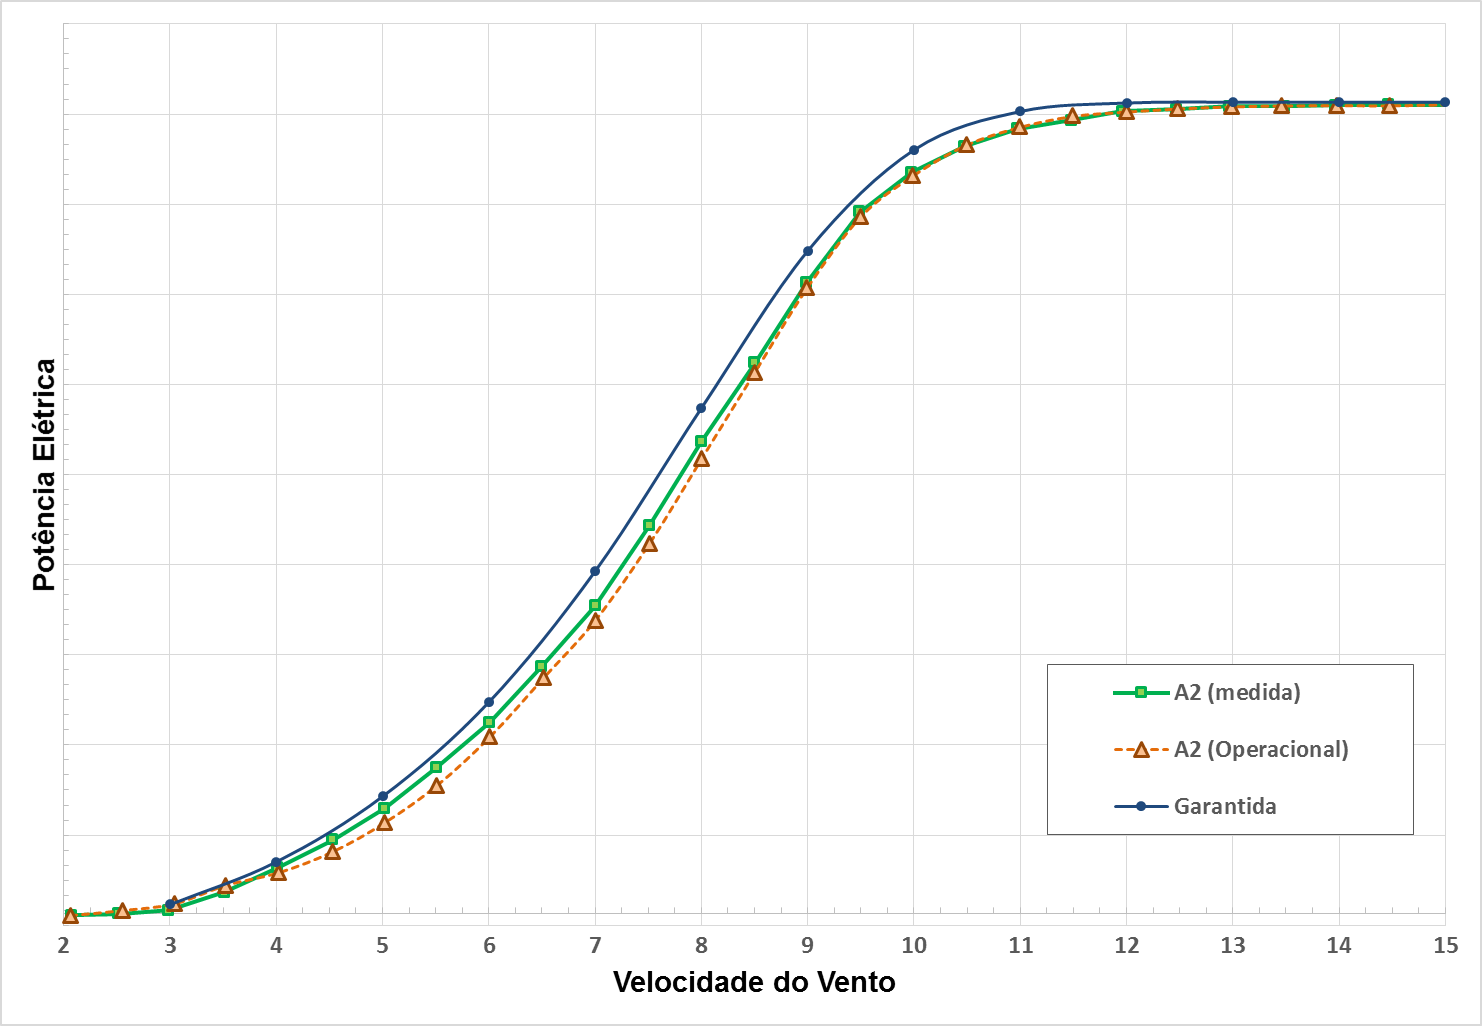 Potência Elétrica
A2 (medida)
A2 (Operacional)
Garantida
2 3 4 5 6 7 8 9 10 11 12 13 14 15
Velocidade do Vento